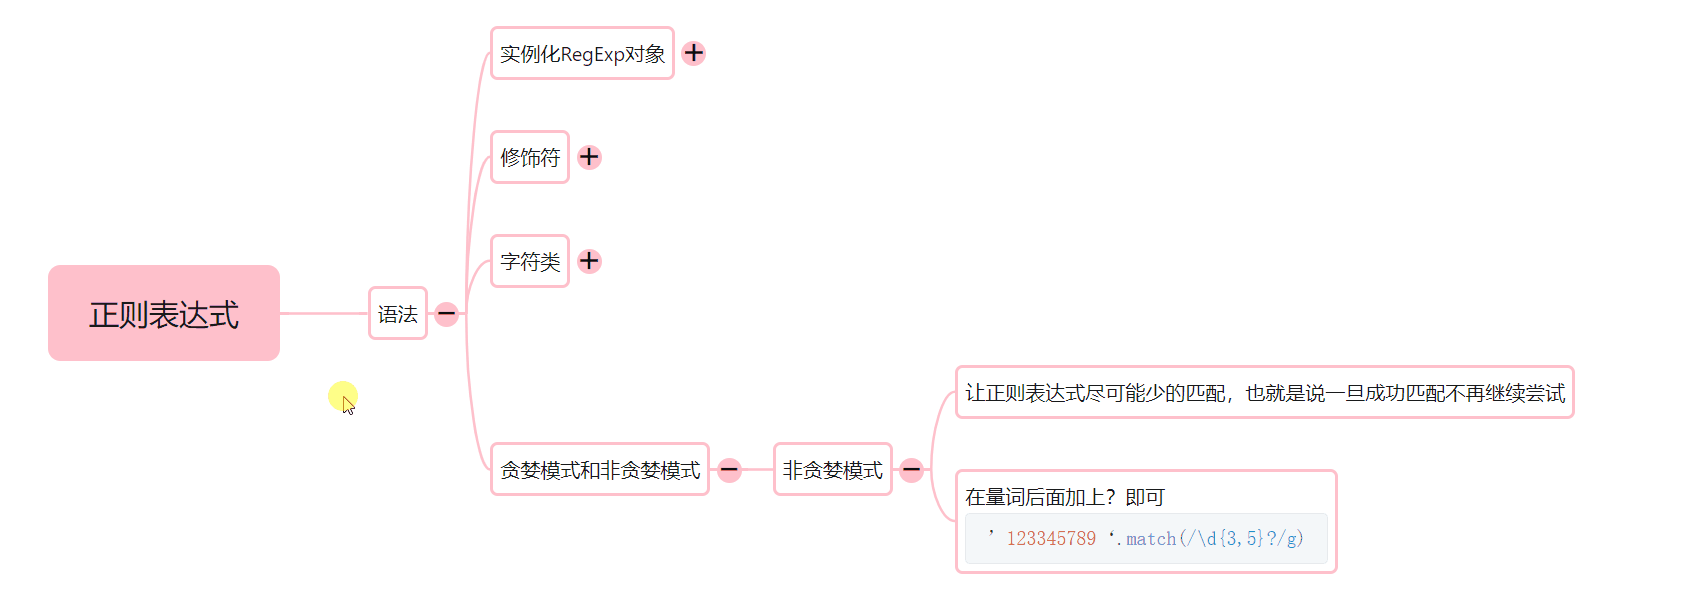 实例化RegExp对象
修饰符
字符类
正则表达式
语法
让正则表达式尽可能少的匹配，也就是说一旦成功匹配不再继续尝试
贪婪模式和非贪婪模式
非贪婪模式
在量词后面加上？即可
’123345789‘.match(/\d{3,5}?/g)